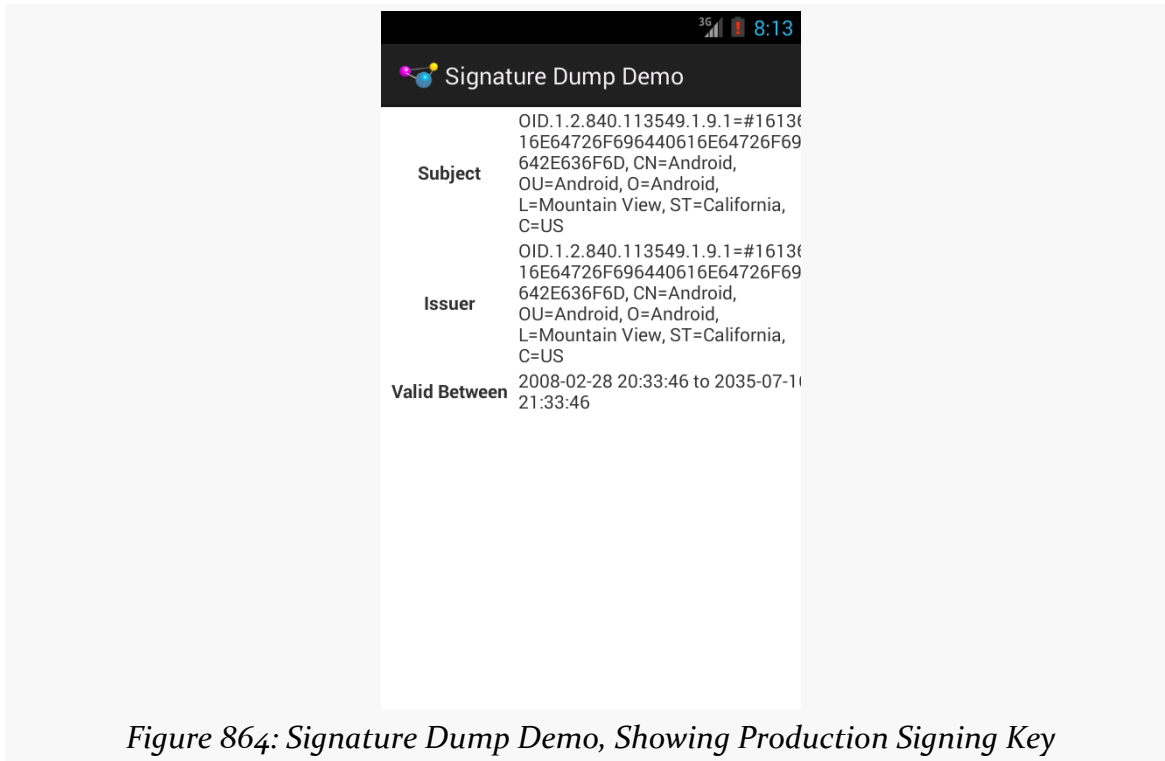 3G 8:13
Signature Dump Demo
OID.1.2.840.113549.1.9.1=#16136
16E64726F696440616E64726F69
642E636F6D, CN=Android,
Subject
OU=Android, O=Android,
L=Mountain View, ST=California,
C=US
OID.1.2.840.113549.1.9.1=#16136
16E64726F696440616E64726F69
642E636F6D, CN=Android,
Issuer
OU=Android, O=Android,
L=Mountain View, ST=California,
C=US
Valid Between
2008-02-28 20:33:46 to 2035-07-16
21:33:46
Figure 864: Signature Dump Demo, Showing Production Signing Key